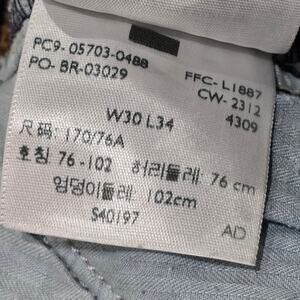 PC9- 05703-0488
PO- BR-03029
FFC- L1887
CW- 2312
4309
W30 L34
尺码: 170/76A
호칭 76 -102 허리둘레: 76 cm
엉덩이둘레: 102cm
S40197
AD